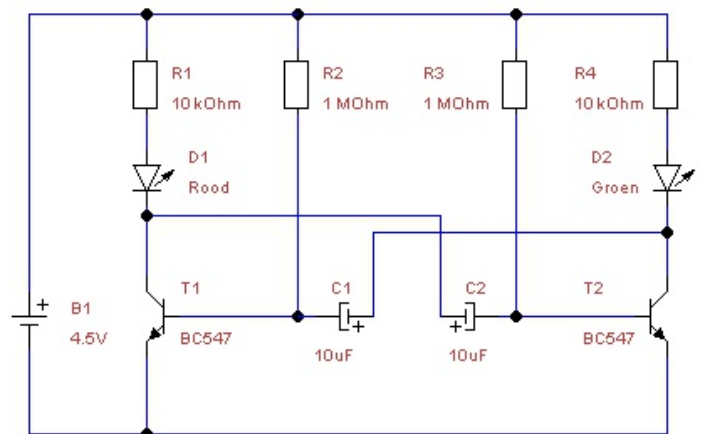 R1
10 kOhm
R2
1 MOhm
R3
1 MOhm
R4
10 kOhm
D1
Rood
D2
Groen
B1
4.5V
+
T1
BC547
C1
+
10uF
C2
+
10uF
T2
BC547